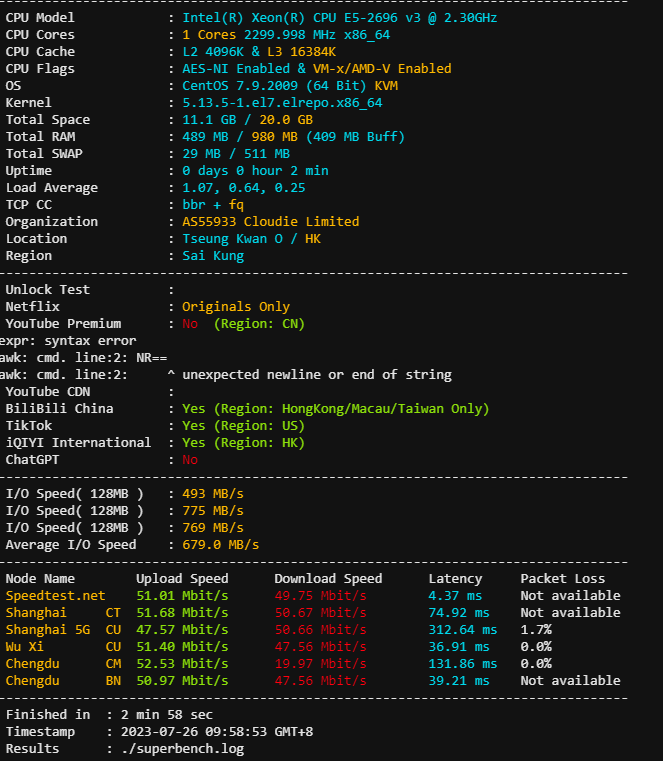 ----------------------------------------------------------------------
CPU Model            : Intel(R) Xeon(R) CPU E5-2696 v3 @ 2.30GHz
CPU Cores            : 1 Cores 2299.998 MHz x86_64
CPU Cache            : L2 4096K & L3 16384K
CPU Flags            : AES-NI Enabled & VM-x/AMD-V Enabled
OS                   : CentOS 7.9.2009 (64 Bit) KVM
Kernel               : 5.13.5-1.el7.elrepo.x86_64
Total Space          : 11.1 GB / 20.0 GB
Total RAM            : 489 MB / 980 MB (409 MB Buff)
Total SWAP           : 29 MB / 511 MB
Uptime               : 0 days 0 hour 2 min
Load Average         : 1.07, 0.64, 0.25
TCP CC               : bbr + fq
Organization         : AS55933 Cloudie Limited
Location             : Tseung Kwan O / HK
Region               : Sai Kung
----------------------------------------------------------------------
Unlock Test          :
Netflix              : Originals Only
YouTube Premium      : No  (Region: CN)
expr: syntax error
awk: cmd. line:2: NR==
awk: cmd. line:2:     ^ unexpected newline or end of string
YouTube CDN          :
BiliBili China       : Yes (Region: HongKong/Macau/Taiwan Only)
TikTok               : Yes (Region: US)
iQIYI International  : Yes (Region: HK)
ChatGPT              : No
----------------------------------------------------------------------
I/O Speed( 128MB )   : 493 MB/s
I/O Speed( 128MB )   : 775 MB/s
I/O Speed( 128MB )   : 769 MB/s
Average I/O Speed    : 679.0 MB/s
----------------------------------------------------------------------
Node Name        Upload Speed      Download Speed      Latency     Packet Loss
Speedtest.net    51.01 Mbit/s      49.75 Mbit/s        4.37 ms     Not available
Shanghai     CT  51.68 Mbit/s      50.67 Mbit/s        74.92 ms    Not available
Shanghai 5G  CU  47.57 Mbit/s      50.66 Mbit/s        312.64 ms   1.7%
Wu Xi        CU  51.40 Mbit/s      47.56 Mbit/s        36.91 ms    0.0%
Chengdu      CM  52.53 Mbit/s      19.97 Mbit/s        131.86 ms   0.0%
Chengdu      BN  50.97 Mbit/s      47.56 Mbit/s        39.21 ms    Not available
----------------------------------------------------------------------
Finished in  : 2 min 58 sec
Timestamp    : 2023-07-26 09:58:53 GMT+8
Results      : ./superbench.log